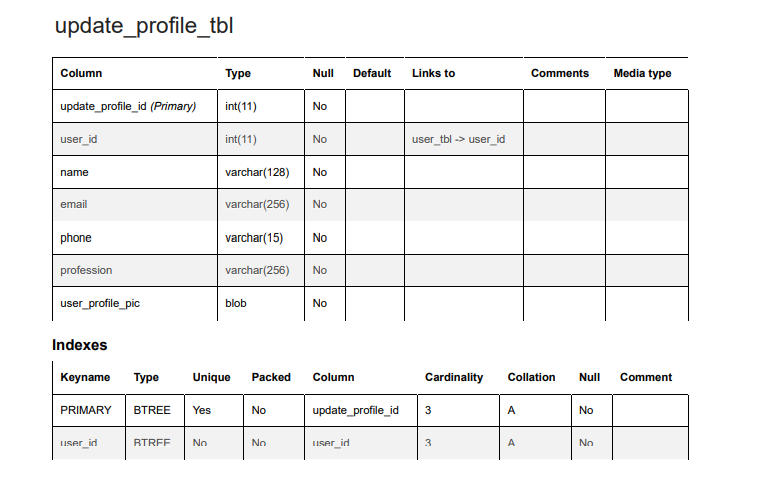 update_profile_tbl
Column Type Null Default Links to Comments Media type
update_profile_id (Primary) int(11) No
user_id int(11) No user_tbl -> user_id
name varchar(128) No
email varchar(256) No
phone varchar(15) No
profession varchar(256) No
user_profile_pic blob No
Indexes
Keyname Type Unique Packed Column Cardinality Collation Null Comment
PRIMARY BTREE Yes No update_profile_id 3 A No
user_id BTREE No No user_id 3 A No